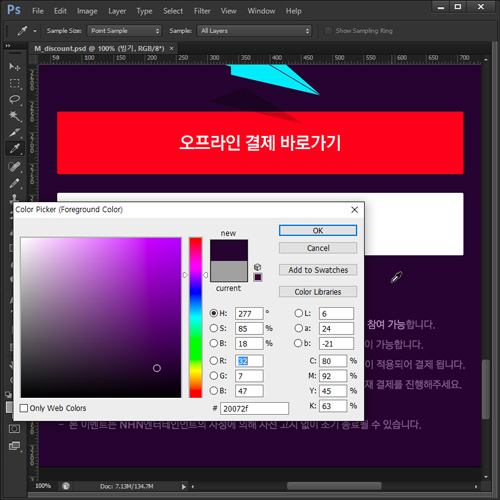 Ps File Edit Image Layer Type Select Filter View Window Help
Sample Size: Point Sample Sample: All Layers Show Sampling Ring
M_discount.psd @ 100% (빙기, RGB/8*) ×
50 100 150 200 250 300 350 400 450 500 550 600 650 700
오프라인 결제 바로가기
Color Picker (Foreground Color)
new
current
OK
Cancel
Add to Swatches
Color Libraries
H: 277 °
S: 85 %
B: 18 %
R: 32
G: 7
B: 47
L: 6
a: 24
b: -21
C: 80 %
M: 92 %
Y: 45 %
K: 63 %
# 20072f
Only Web Colors
참여 가능합니다.
이 가능합니다.
이 적용되어 결제 됩니다.
재 결제를 진행해주세요.
- 본 이벤트는 NHN엔터테인먼트의 사정에 의해 사전 고지 없이 조기 종료될 수 있습니다.
100% Doc: 7.13M/134.7M